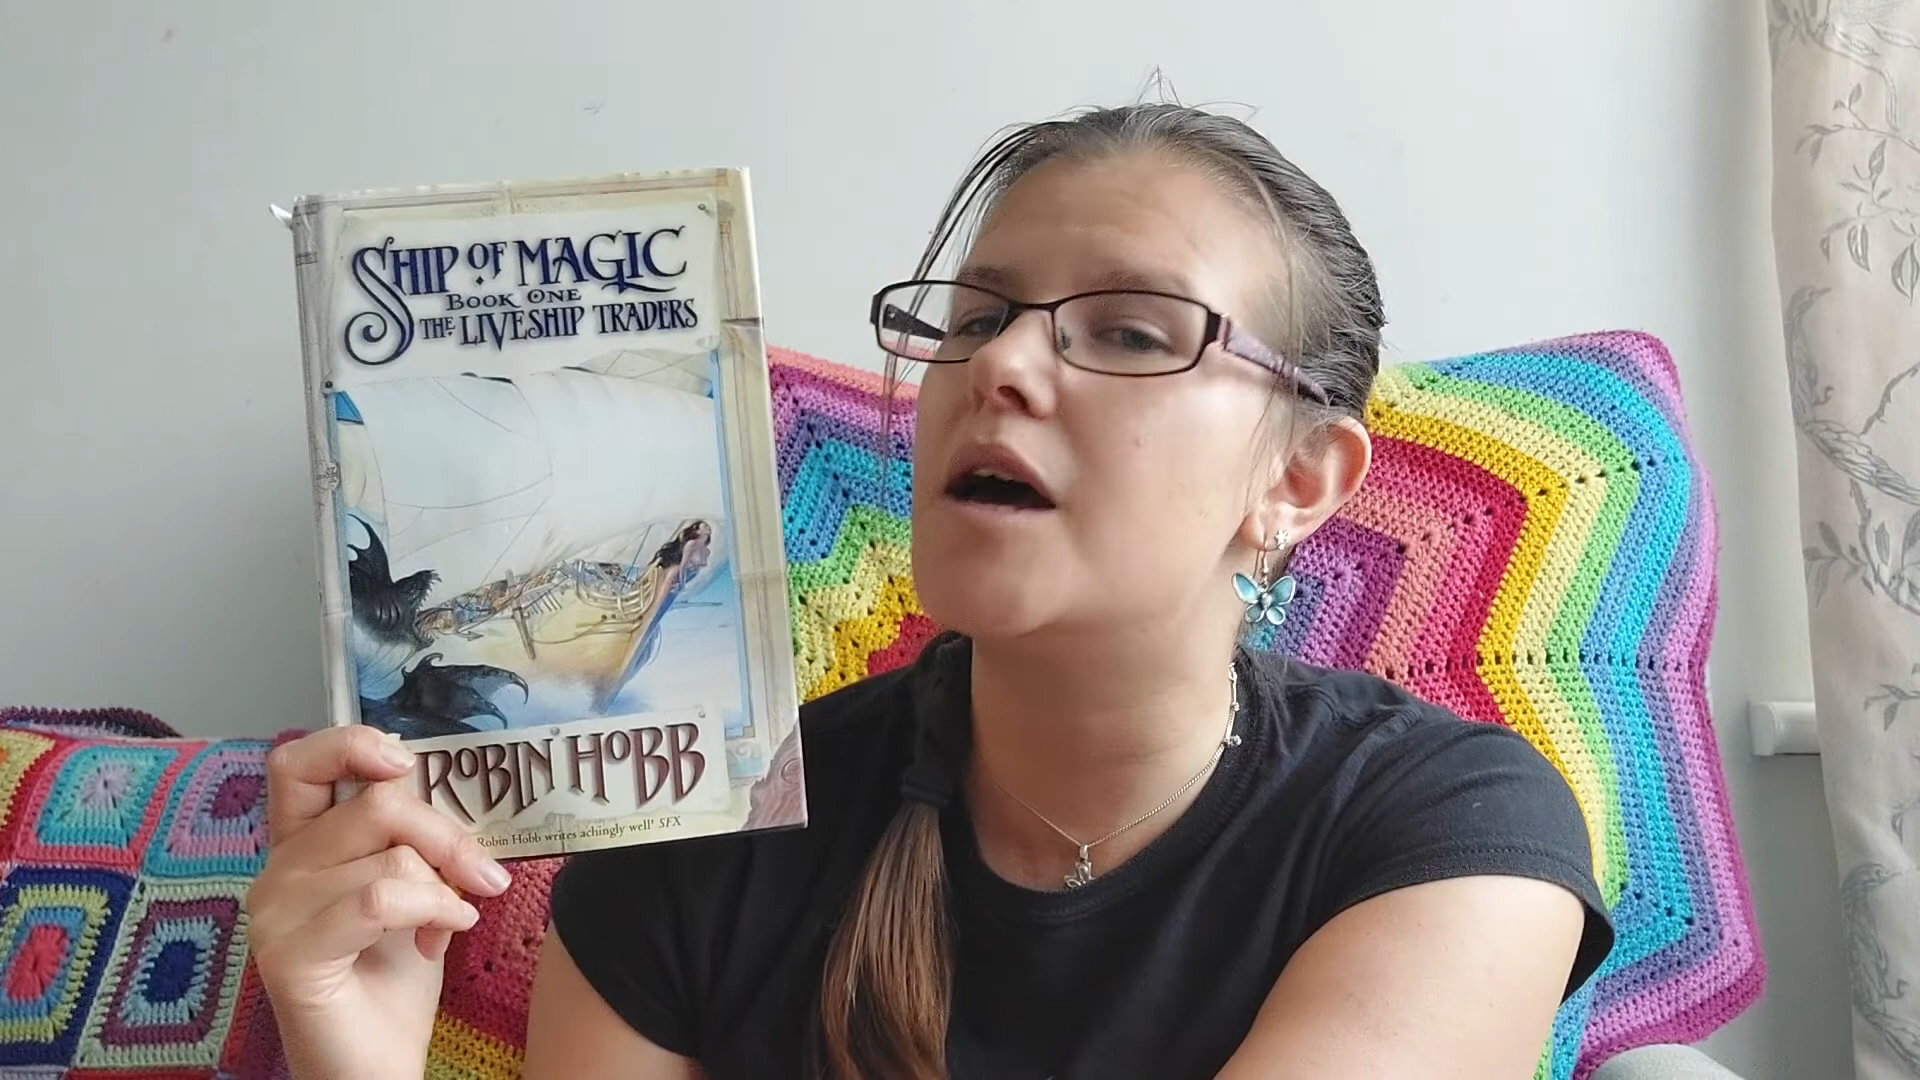 SHIP OF MAGIC
BOOK ONE
THE LIVESHIP TRADERS
ROBIN HOBB
Robin Hobb writes achingly well' SFX